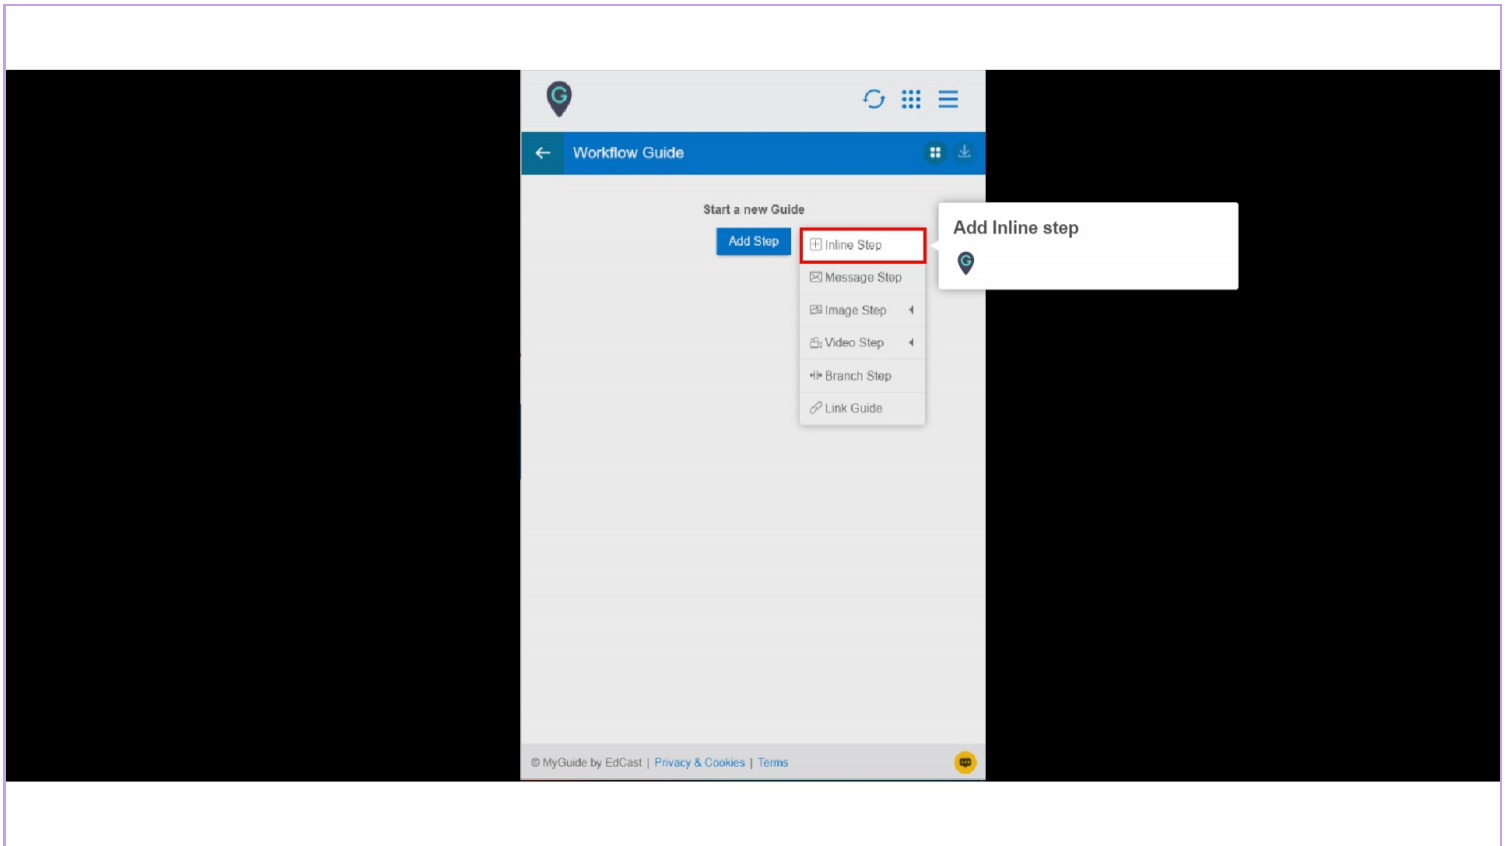 G
Workflow Guide
Start a new Guide
Add Step
Inline Step
Message Step
Image Step
Video Step
Branch Step
Link Guide
Add Inline step
G
© MyGuide by EdCast | Privacy & Cookies | Terms